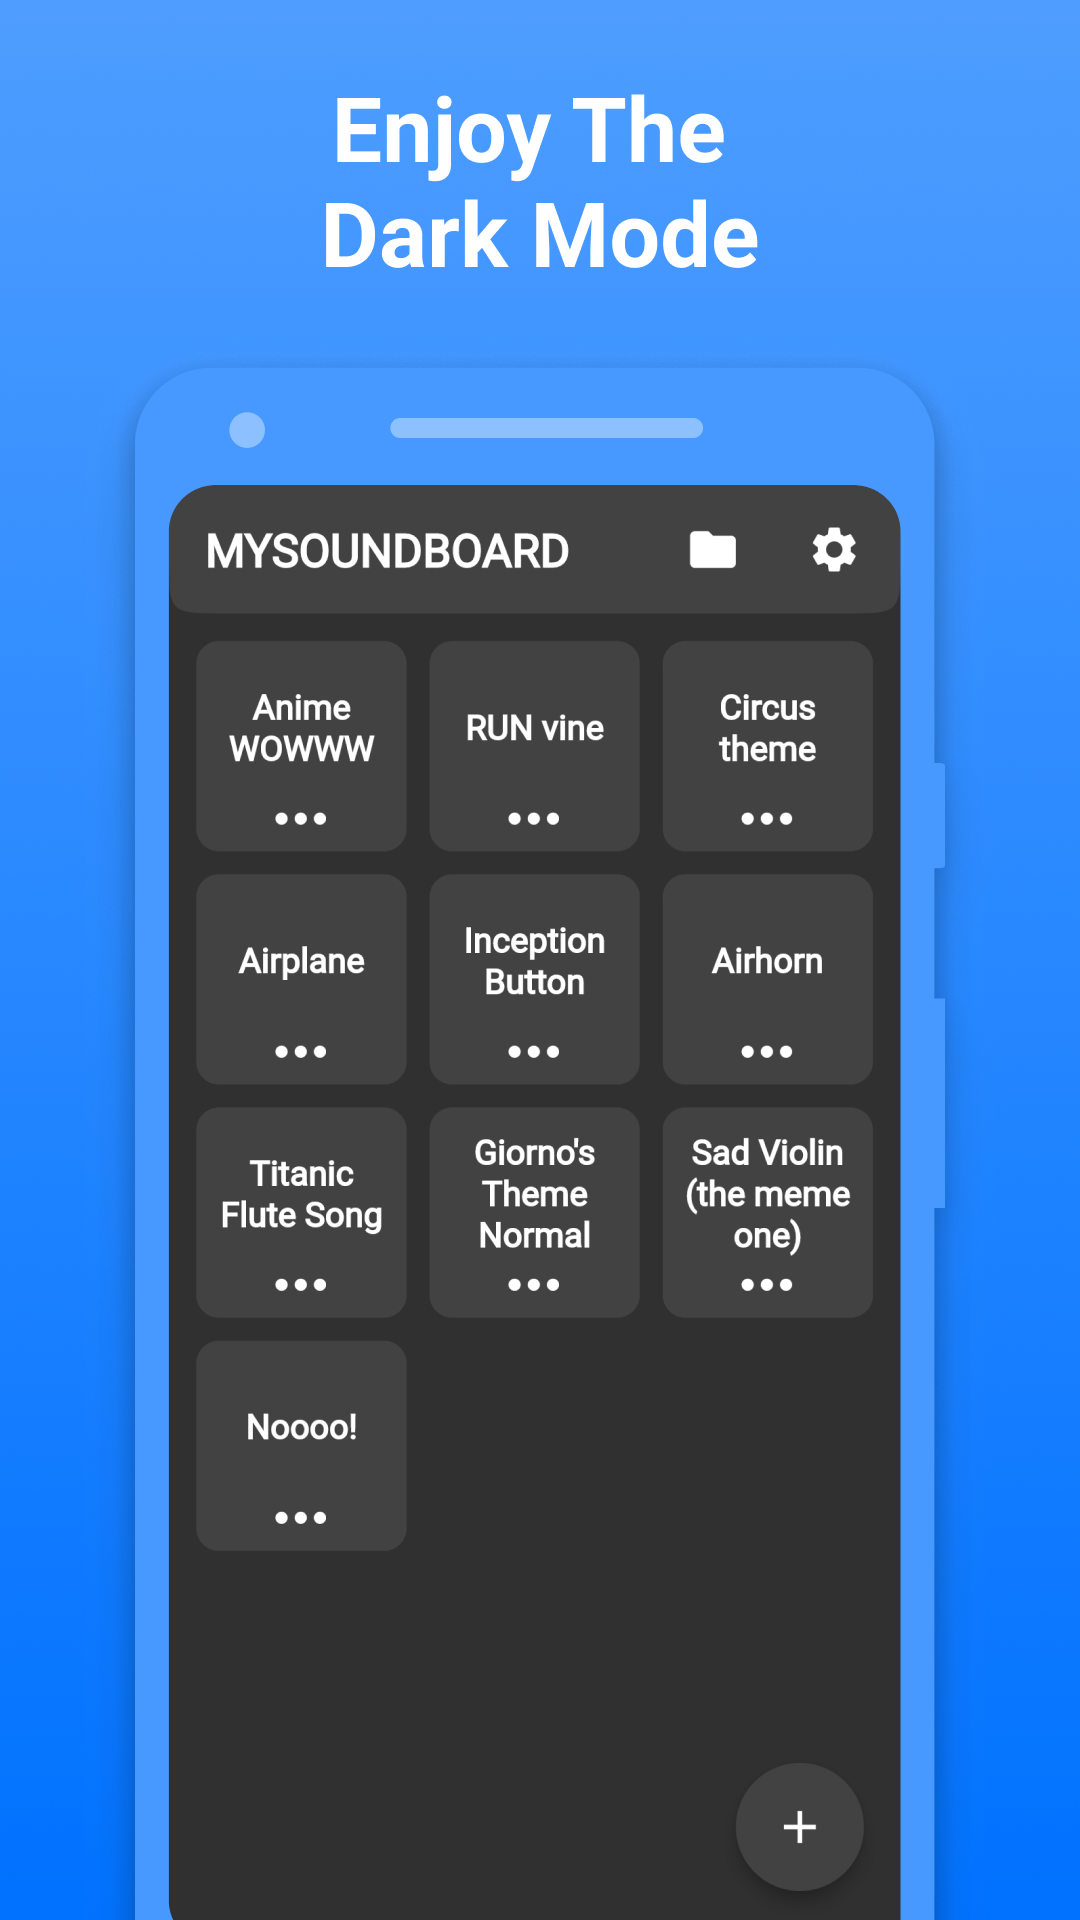 Enjoy The
Dark Mode
MYSOUNDBOARD
Anime
WOWWW
RUN vine
Circus
theme
Airplane
Inception
Button
Airhorn
Titanic
Flute Song
Giorno's
Theme
Normal
Sad Violin
(the meme
one)
Noooo!